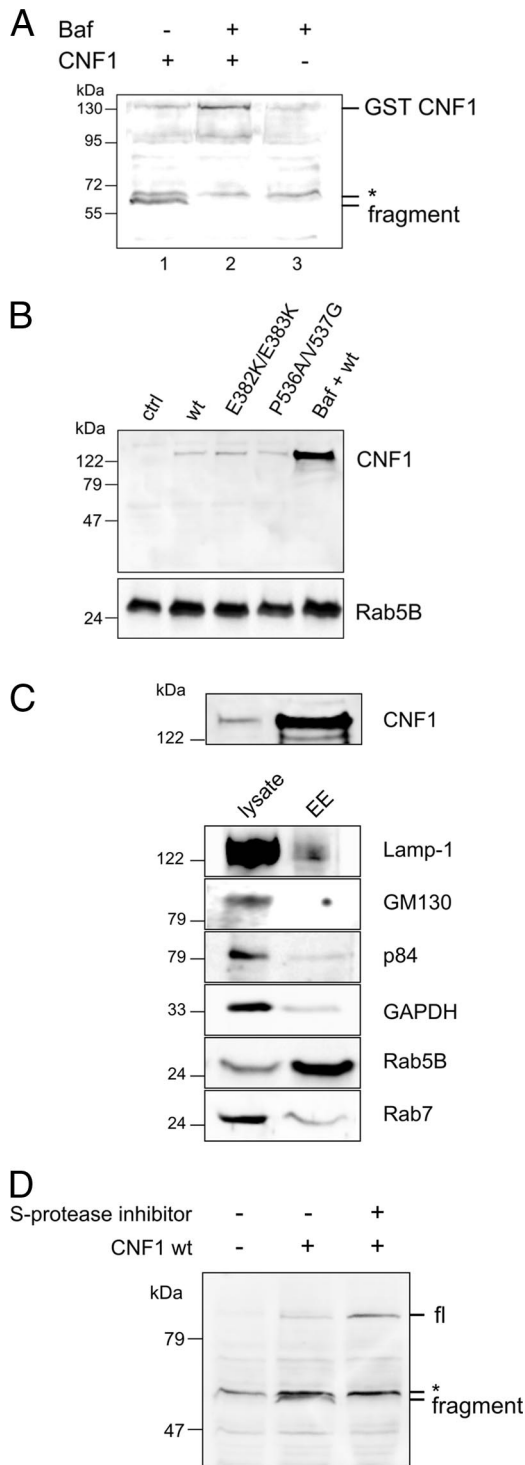 A
Baf - + +
CNF1 + + -
kDa
130 GST CNF1
95
72
*
55 fragment
1 2 3
B
ctrl wt E382K/E383K P536A/V537G Baf + wt
kDa
122 CNF1
79
47
24 Rab5B
C
kDa
CNF1
122
lysate EE
Lamp-1
122
GM130
79
79 p84
33 GAPDH
Rab5B
24
24 Rab7
D
S-protease inhibitor - - +
CNF1 wt - + +
kDa
fl
79
*
fragment
47